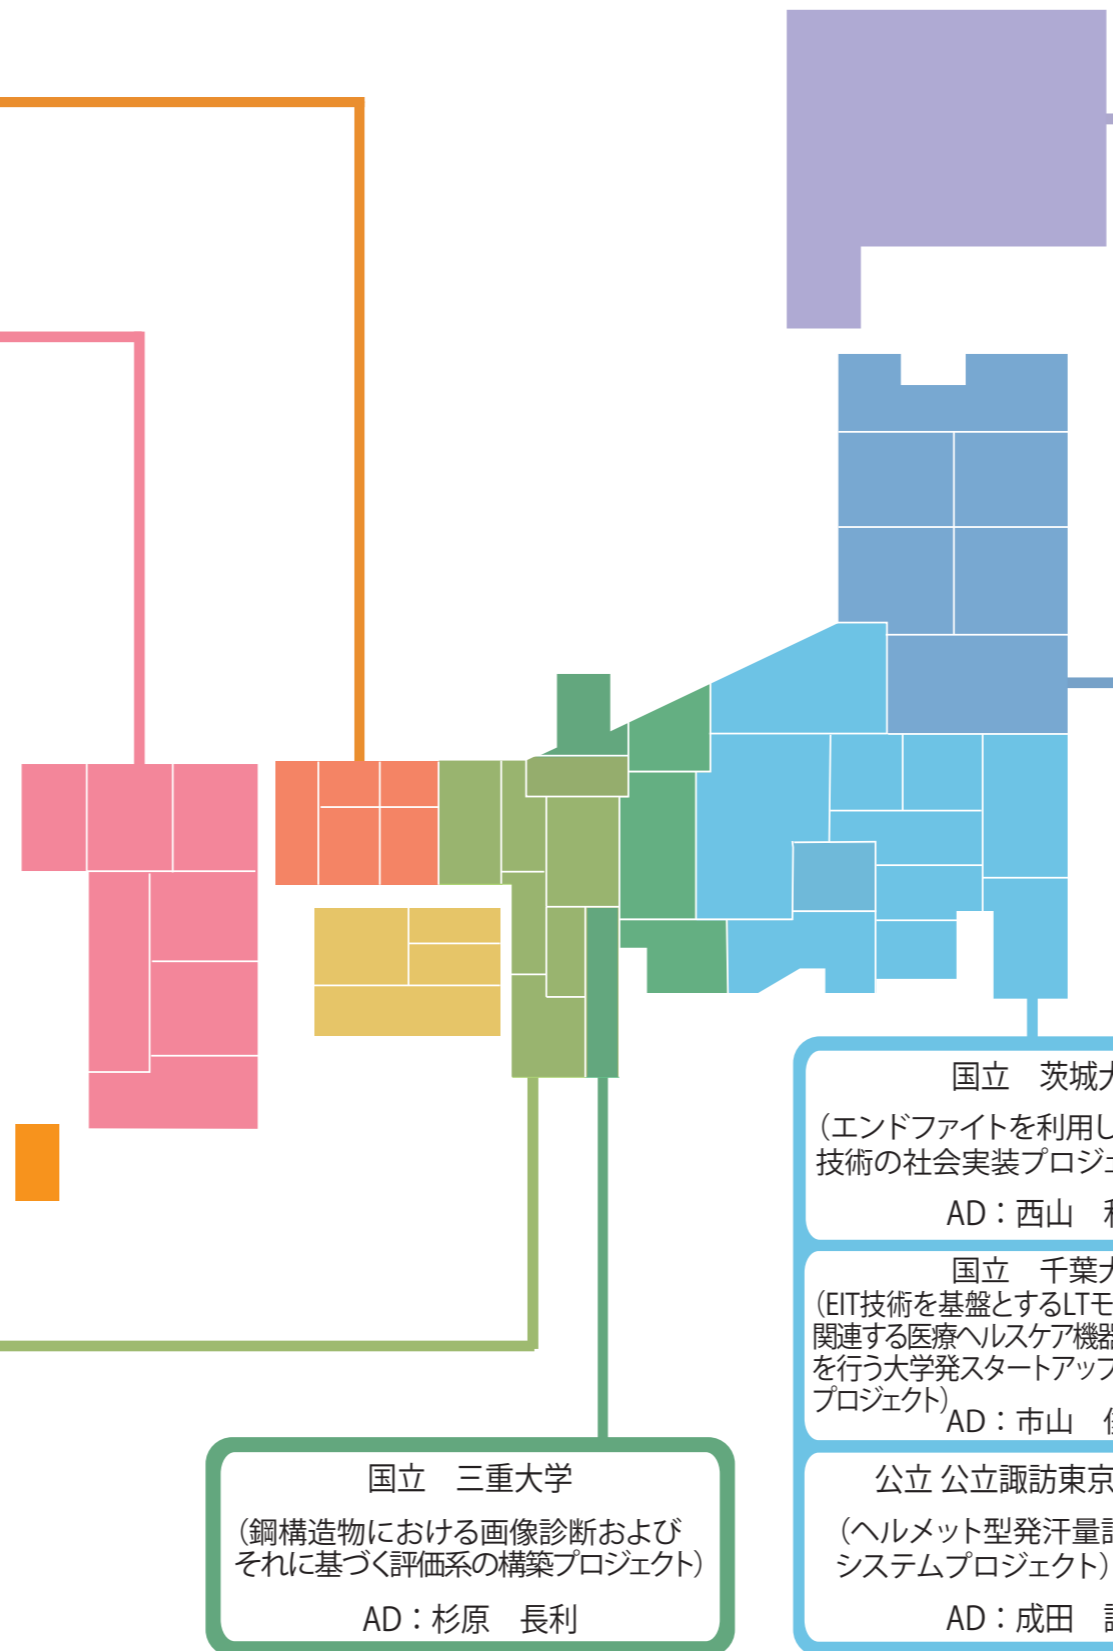 国立　三重大学
（鋼構造物における画像診断および
それに基づく評価系の構築プロジェクト）
AD：杉原　長利
国立　茨城
（エンドファイトを利用し
技術の社会実装プロジェ
AD：西山
国立　千葉
（EIT技術を基盤とするLTモ
関連する医療ヘルスケア機器
を行う大学発スタートアップ
プロジェクト）
AD：市山
公立 公立諏訪東京
（ヘルメット型発汗量
システムプロジェクト）
AD：成田